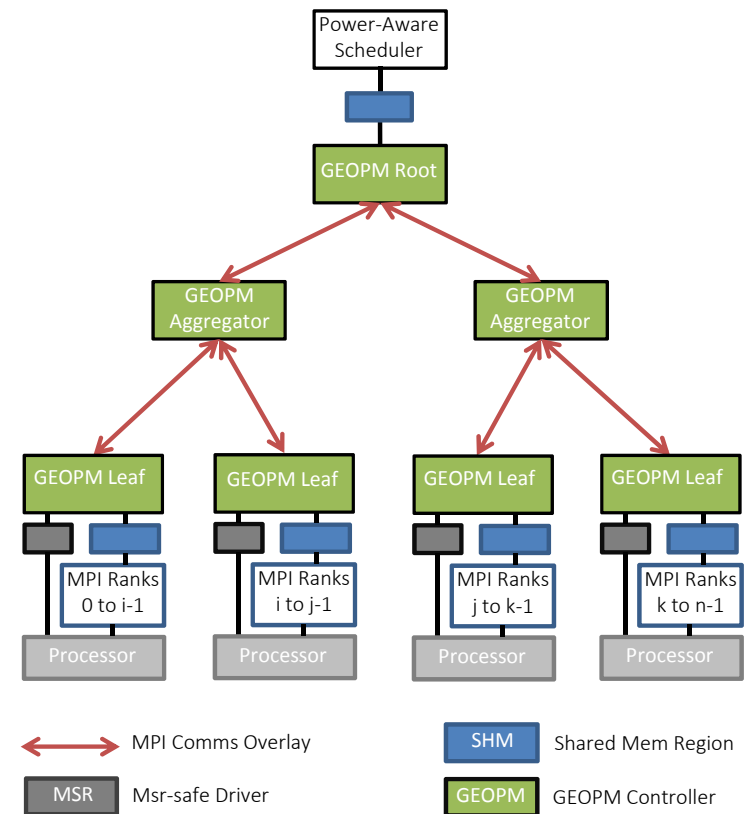 Power-Aware
Scheduler
GEOPM Root
GEOPM
Aggregator
GEOPM
Aggregator
GEOPM Leaf
GEOPM Leaf
GEOPM Leaf
GEOPM Leaf
MPI Ranks
0 to i-1
MPI Ranks
i to j-1
MPI Ranks
j to k-1
MPI Ranks
k to n-1
Processor
Processor
Processor
Processor
MPI Comms Overlay
SHM Shared Mem Region
MSR Msr-safe Driver
GEOPM GEOPM Controller